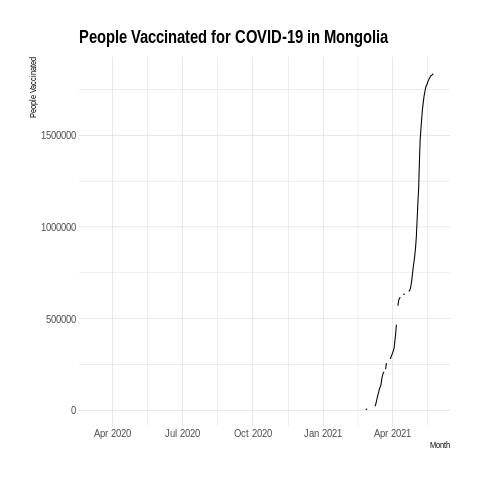 People Vaccinated for COVID-19 in Mongolia
People Vaccinated
1500000
1000000
500000
0
Apr 2020 Jul 2020 Oct 2020 Jan 2021 Apr 2021
Month